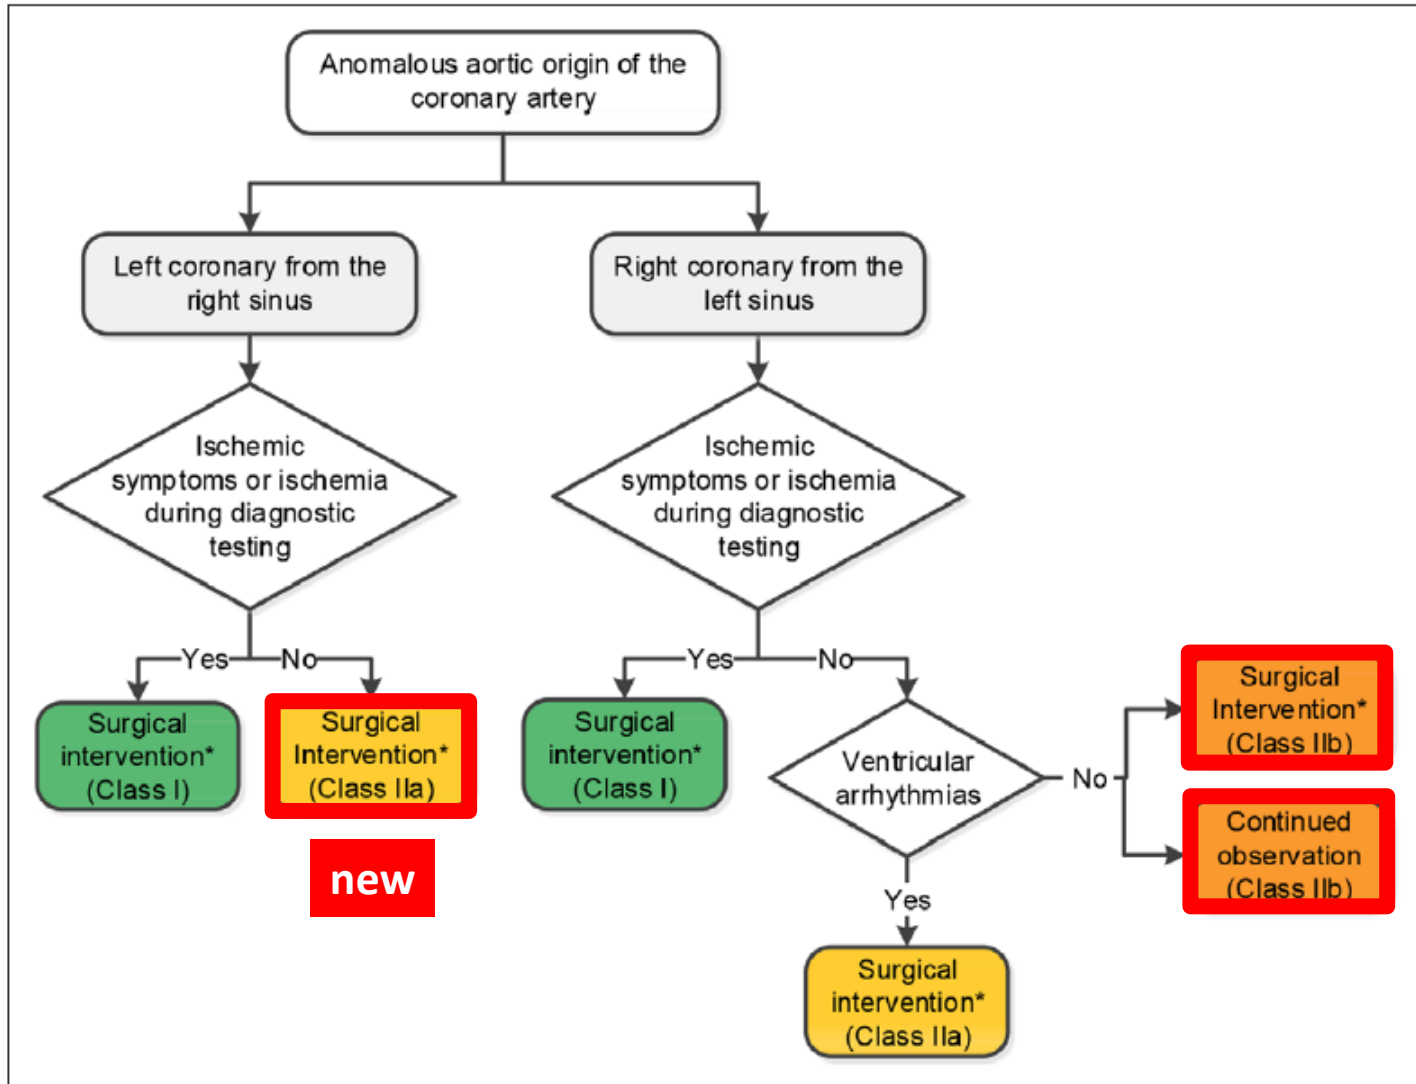 Anomalous aortic origin of the
coronary artery
Left coronary from the
right sinus
Right coronary from the
left sinus
Ischemic
symptoms or ischemia
during diagnostic
testing
Ischemic
symptoms or ischemia
during diagnostic
testing
Yes
No
Yes
No
Surgical
intervention*
(Class I)
Surgical
Intervention*
(Class IIa)
new
Surgical
intervention*
(Class I)
Ventricular
arrhythmias
No
Surgical
Intervention*
(Class IIb)
Continued
observation
(Class IIb)
Yes
Surgical
intervention*
(Class IIa)